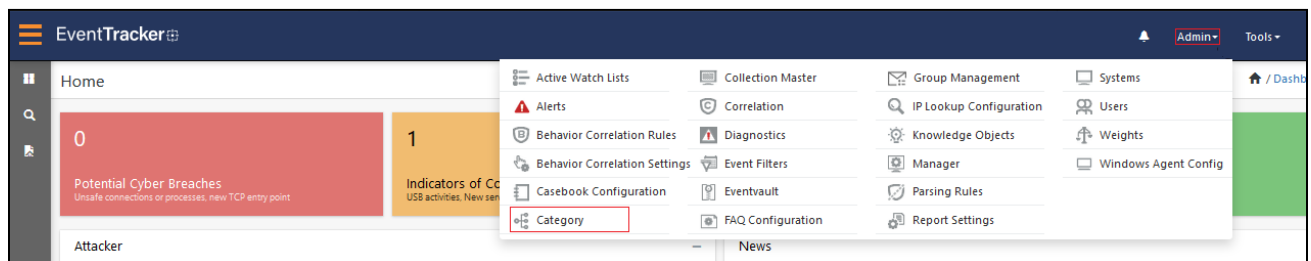 EventTracker
Admin
Tools
Home
/ Dashb
Active Watch Lists
Collection Master
Group Management
Systems
Alerts
Correlation
IP Lookup Configuration
Users
Behavior Correlation Rules
Diagnostics
Knowledge Objects
Weights
Behavior Correlation Settings
Event Filters
Manager
Windows Agent Config
Casebook Configuration
Eventvault
Parsing Rules
Category
FAQ Configuration
Report Settings
0
Potential Cyber Breaches
Unsafe connections or processes, new TCP entry point
1
Indicators of Co
USB activities, New serv
Attacker
News